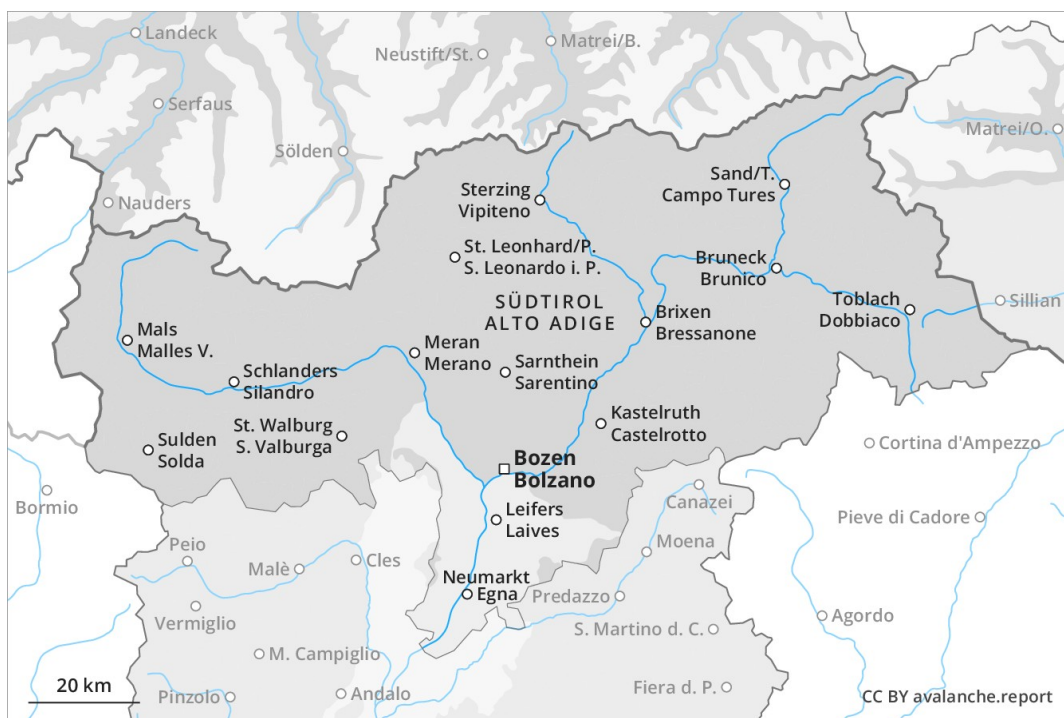 Landeck
Neustift/St.
Matrei/B.
Serfaus
Sölden
Matrei/O.
Nauders
Sterzing
Vipiteno
Sand/T.
Campo Tures
St. Leonhard/P.
S. Leonardo i. P.
Bruneck
Brunico
SÜDTIROL
ALTO ADIGE
Toblach
Dobbiaco
Sillian
Brixen
Bressanone
Mals
Malles V.
Meran
Merano
Schlanders
Silandro
Sarnthein
Sarentino
St. Walburg
S. Valburga
Kastelruth
Castelrotto
Sulden
Solda
Cortina d'Ampezzo
Bozen
Bolzano
Bormio
Canazei
Leifers
Laives
Pieve di Cadore
Peio
Malè
Cles
Moena
Neumarkt
Egna
Vermiglio
Predazzo
Agordo
S. Martino d. C.
M. Campiglio
20 km
Pinzolo
Andalo
Fiera d. P.
CC BY avalanche.report